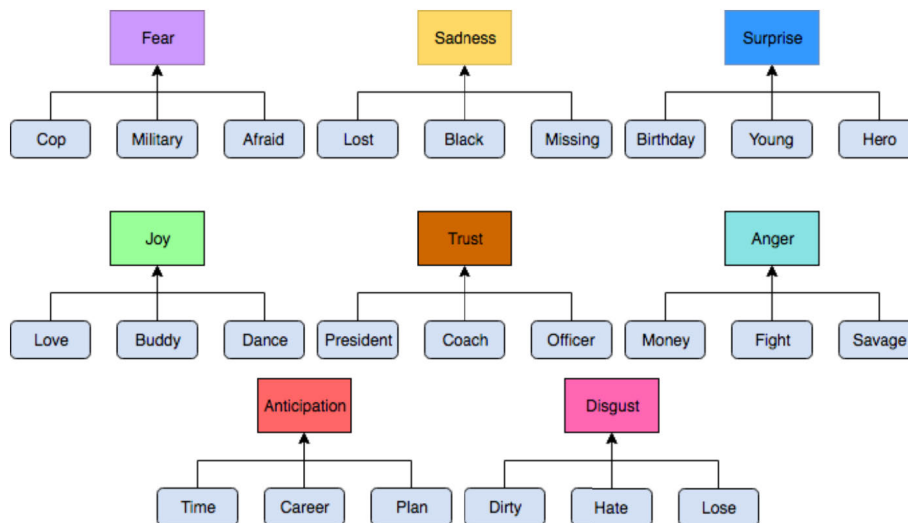 Fear Sadness Surprise
Cop Military Afraid Lost Black Missing Birthday Young Hero
Joy Trust Anger
Love Buddy Dance President Coach Officer Money Fight Savage
Anticipation Disgust
Time Career Plan Dirty Hate Lose